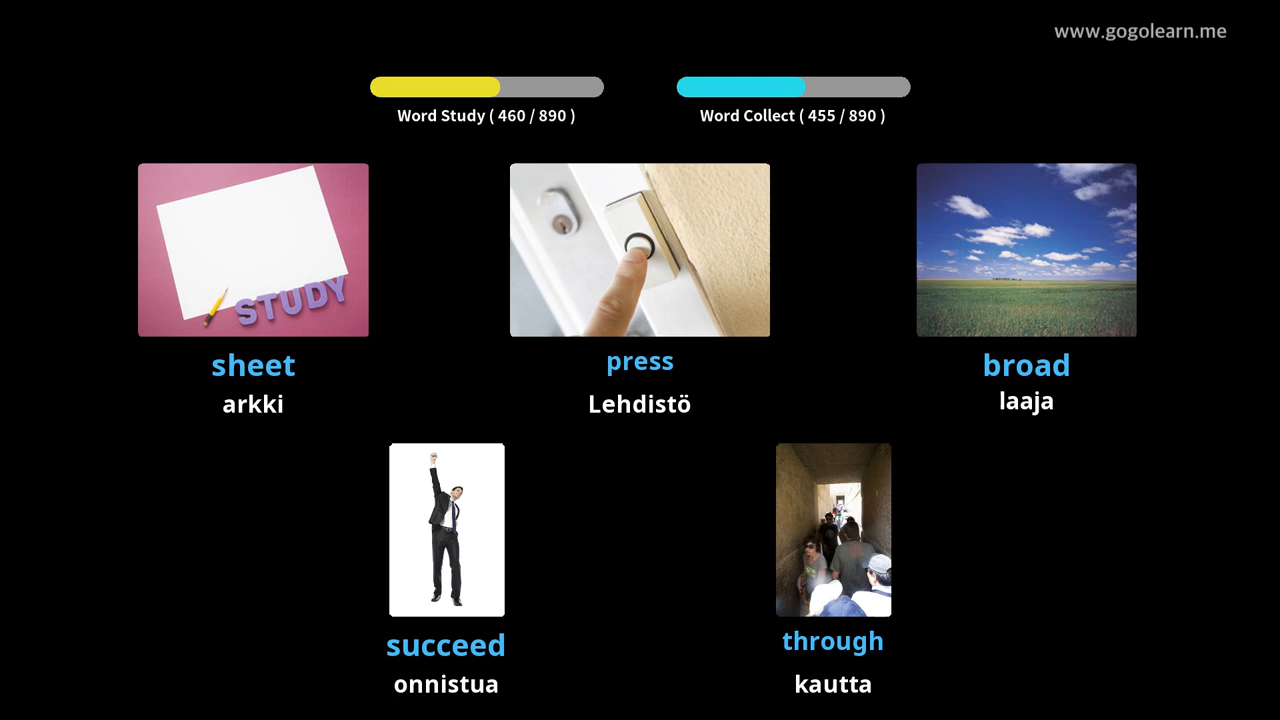 www.gogolearn.me
Word Study ( 460 / 890 )
Word Collect ( 455 / 890 )
STUDY
sheet
arkki
press
Lehdistö
broad
laaja
succeed
onnistua
through
kautta